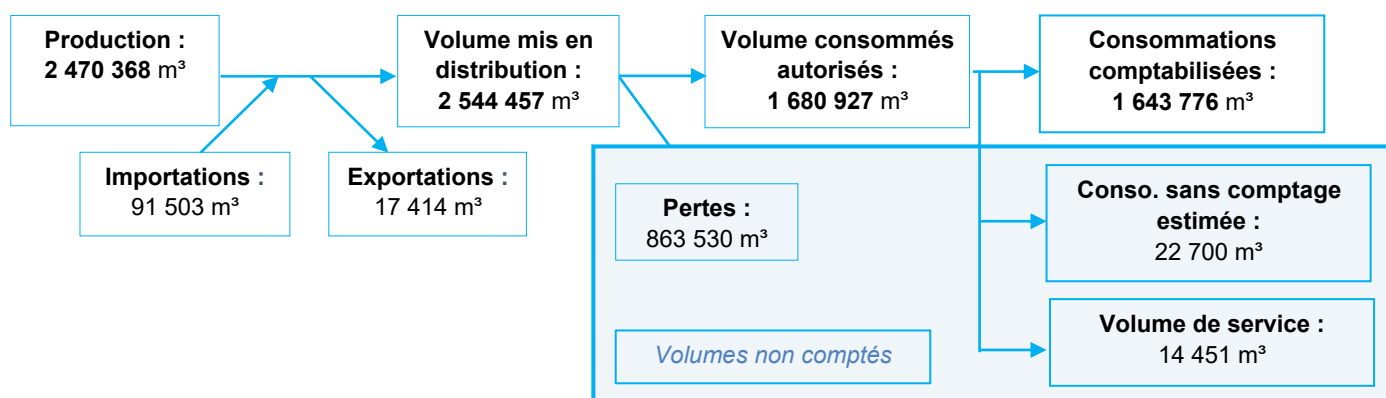 Production :
2 470 368 m³
Volume mis en
distribution :
2 544 457 m³
Volume consommés
autorisés :
1 680 927 m³
Consommations
comptabilisées :
1 643 776 m³
Importations :
91 503 m³
Exportations :
17 414 m³
Pertes :
863 530 m³
Conso. sans comptage
estimée :
22 700 m³
Volumes non comptés
Volume de service :
14 451 m³